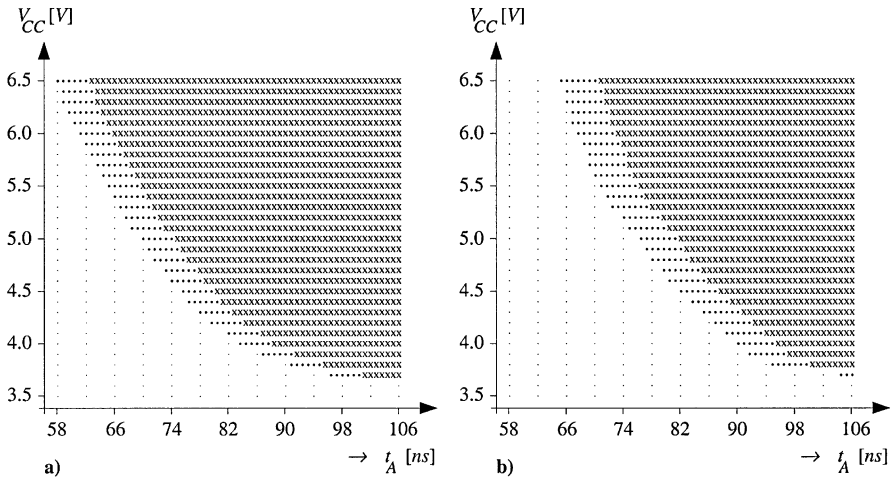 V_CC [V] V_CC [V]
6.5 6.5
6.0 6.0
5.5 5.5
5.0 5.0
4.5 4.5
4.0 4.0
3.5 3.5
58 66 74 82 90 98 106 58 66 74 82 90 98 106
a) → t_A [ns] b) → t_A [ns]